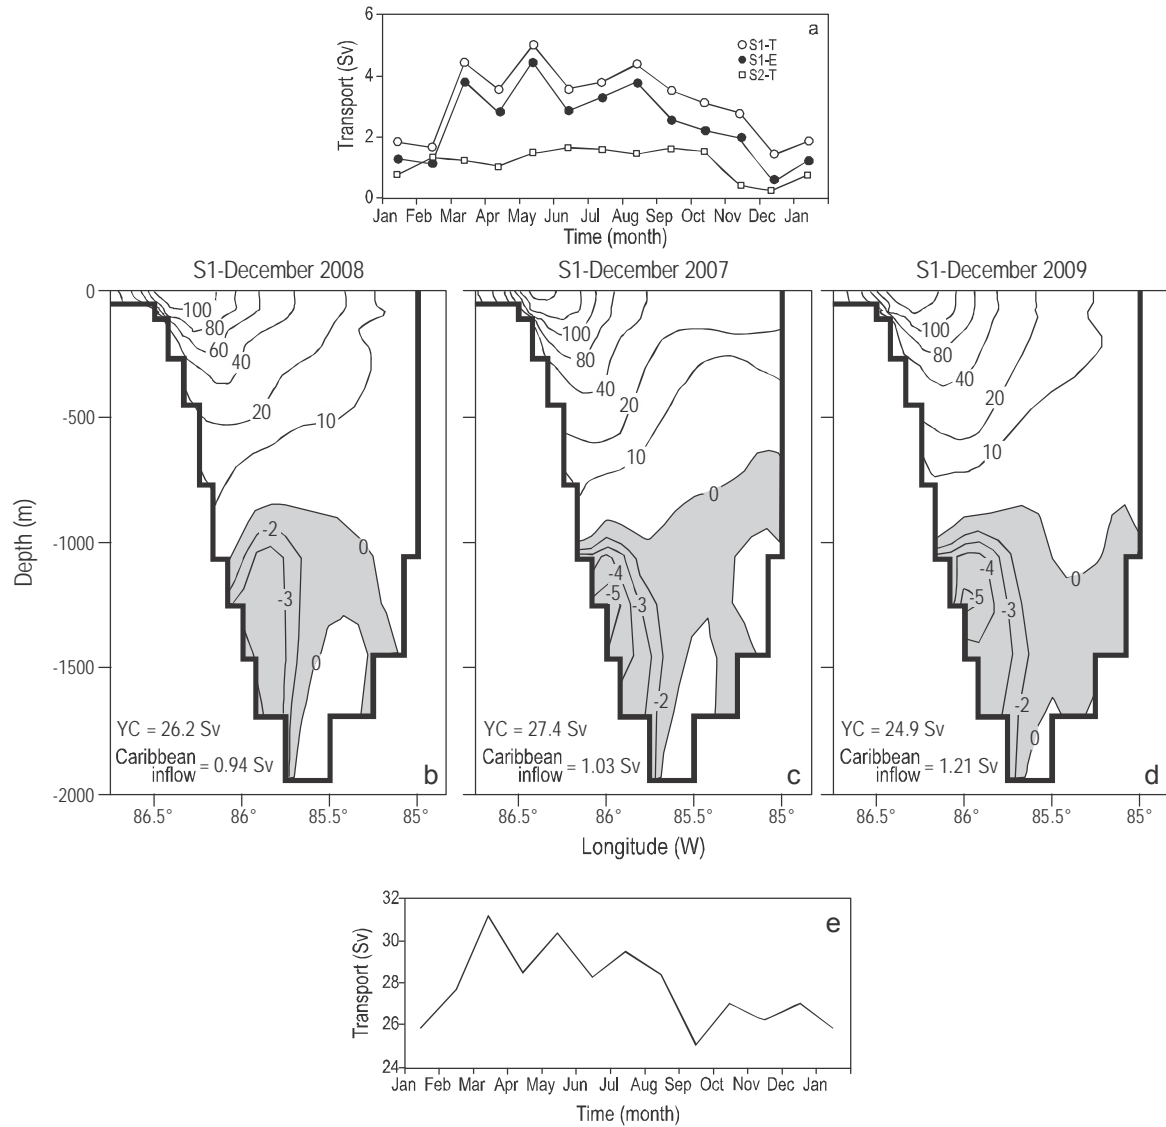 a
6
4
2
0
Transport (Sv)
S1-T
S1-E
S2-T
Jan Feb Mar Apr May Jun Jul Aug Sep Oct Nov Dec Jan
Time (month)
S1-December 2008
S1-December 2007
S1-December 2009
Depth (m)
0
-500
-1000
-1500
-2000
100
80
60
40
20
10
-2
0
-3
0
YC = 26.2 Sv
Caribbean
inflow = 0.94 Sv
b
100
80
40
20
10
0
-4
-5
-3
-2
YC = 27.4 Sv
Caribbean
inflow = 1.03 Sv
c
100
80
40
20
10
0
-4
-5
-3
-2
0
YC = 24.9 Sv
Caribbean
inflow = 1.21 Sv
d
86.5° 86° 85.5° 85°
86.5° 86° 85.5° 85°
86.5° 86° 85.5° 85°
Longitude (W)
e
32
30
28
26
24
Transport (Sv)
Jan Feb Mar Apr May Jun Jul Aug Sep Oct Nov Dec Jan
Time (month)